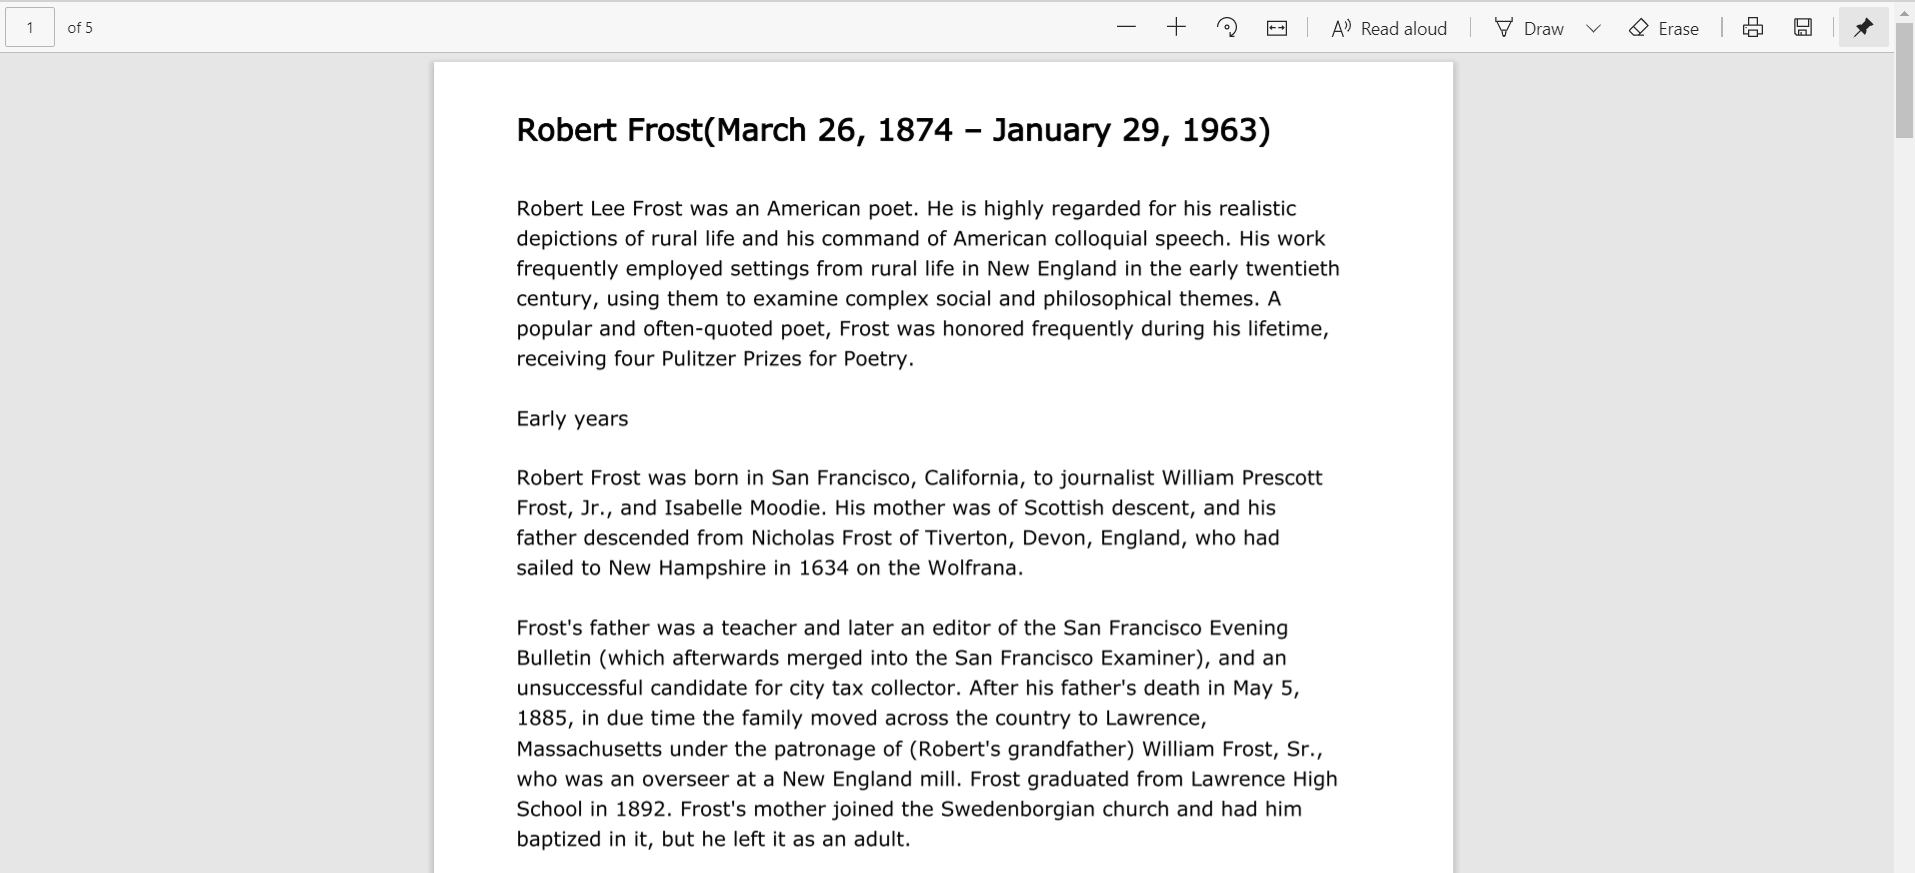 1 of 5
A Read aloud
Draw
Erase
Robert Frost(March 26, 1874 – January 29, 1963)
Robert Lee Frost was an American poet. He is highly regarded for his realistic
depictions of rural life and his command of American colloquial speech. His work
frequently employed settings from rural life in New England in the early twentieth
century, using them to examine complex social and philosophical themes. A
popular and often-quoted poet, Frost was honored frequently during his lifetime,
receiving four Pulitzer Prizes for Poetry.
Early years
Robert Frost was born in San Francisco, California, to journalist William Prescott
Frost, Jr., and Isabelle Moodie. His mother was of Scottish descent, and his
father descended from Nicholas Frost of Tiverton, Devon, England, who had
sailed to New Hampshire in 1634 on the Wolfrana.
Frost's father was a teacher and later an editor of the San Francisco Evening
Bulletin (which afterwards merged into the San Francisco Examiner), and an
unsuccessful candidate for city tax collector. After his father's death in May 5,
1885, in due time the family moved across the country to Lawrence,
Massachusetts under the patronage of (Robert's grandfather) William Frost, Sr.,
who was an overseer at a New England mill. Frost graduated from Lawrence High
School in 1892. Frost's mother joined the Swedenborgian church and had him
baptized in it, but he left it as an adult.